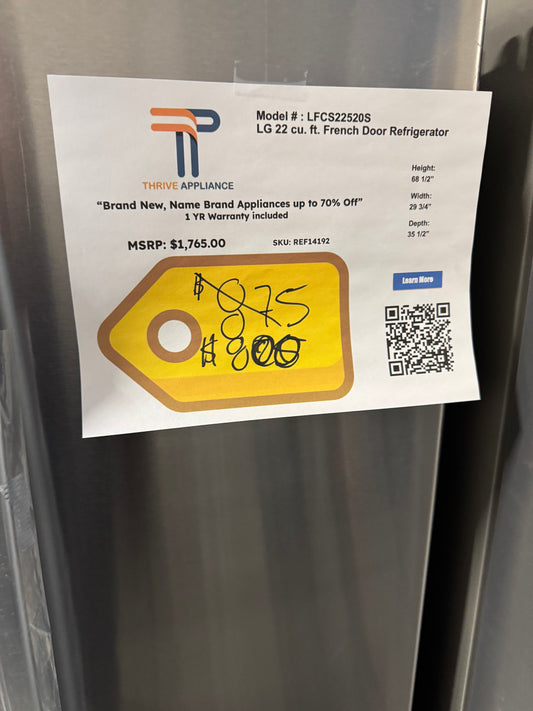 Model # : LFCS22520S
LG 22 cu. ft. French Door Refrigerator
THRIVE APPLIANCE
“Brand New, Name Brand Appliances up to 70% Off”
1 YR Warranty included
MSRP: $1,765.00
SKU: REF14192
Height:
68 1/2"
Width:
29 3/4"
Depth:
35 1/2"
Learn More
$875
$800